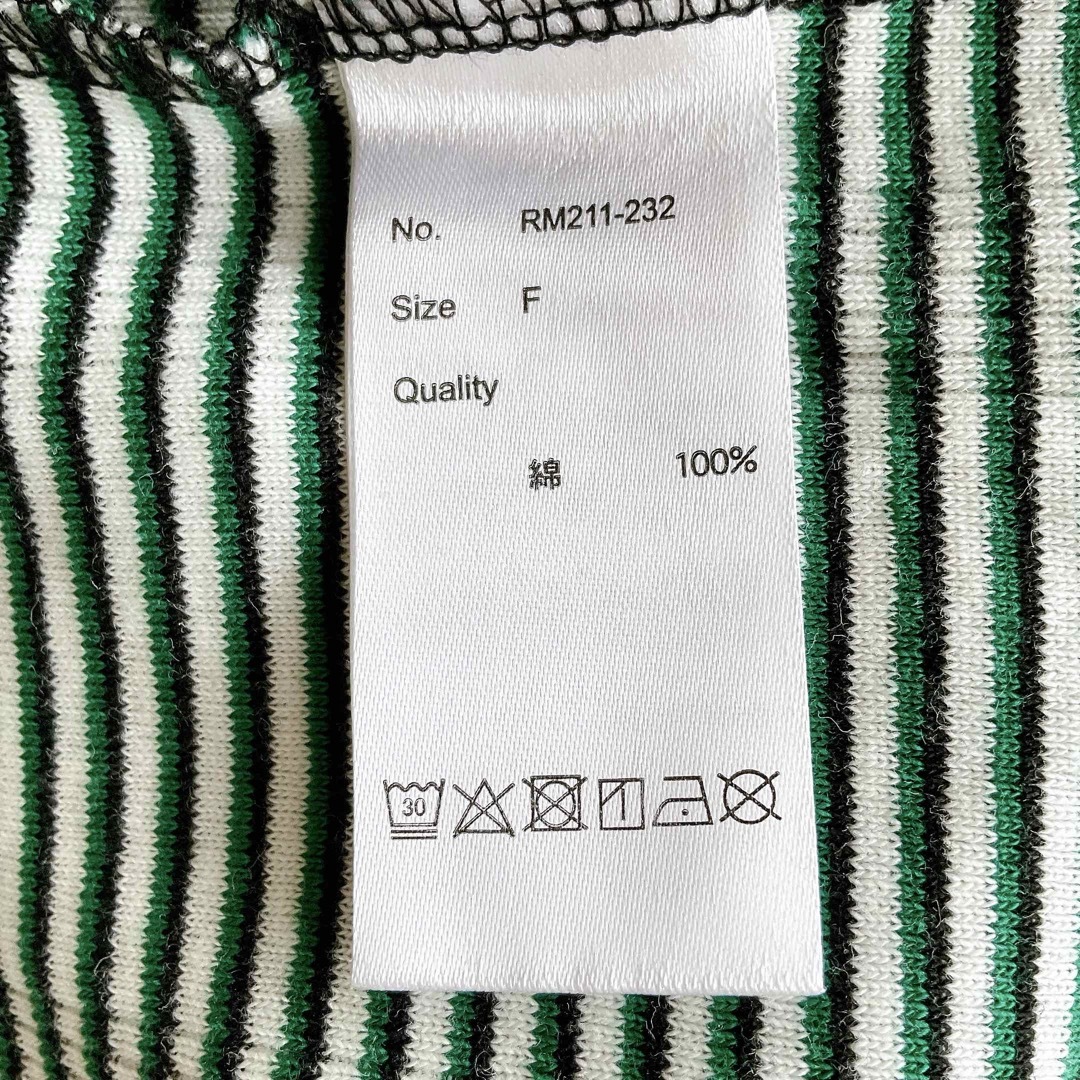 No. RM211-232
Size F
Quality
綿 100%
30